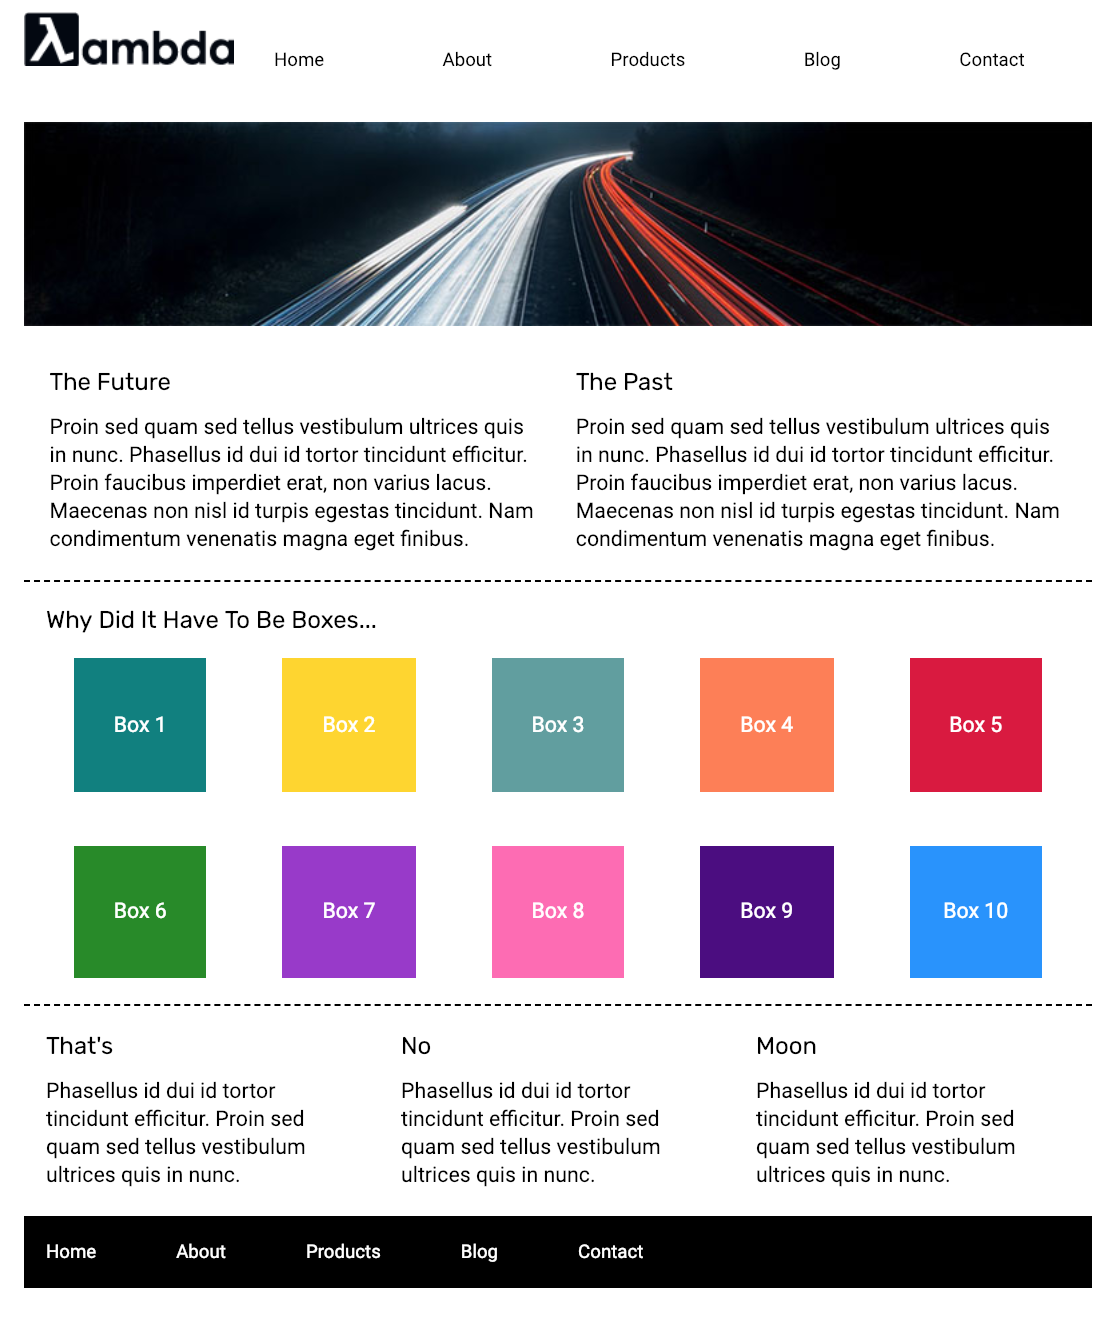 λambda
Home About Products Blog Contact
The Future
Proin sed quam sed tellus vestibulum ultrices quis
in nunc. Phasellus id dui id tortor tincidunt efficitur.
Proin faucibus imperdiet erat, non varius lacus.
Maecenas non nisl id turpis egestas tincidunt. Nam
condimentum venenatis magna eget finibus.
The Past
Proin sed quam sed tellus vestibulum ultrices quis
in nunc. Phasellus id dui id tortor tincidunt efficitur.
Proin faucibus imperdiet erat, non varius lacus.
Maecenas non nisl id turpis egestas tincidunt. Nam
condimentum venenatis magna eget finibus.
Why Did It Have To Be Boxes...
Box 1 Box 2 Box 3 Box 4 Box 5
Box 6 Box 7 Box 8 Box 9 Box 10
That's
Phasellus id dui id tortor
tincidunt efficitur. Proin sed
quam sed tellus vestibulum
ultrices quis in nunc.
No
Phasellus id dui id tortor
tincidunt efficitur. Proin sed
quam sed tellus vestibulum
ultrices quis in nunc.
Moon
Phasellus id dui id tortor
tincidunt efficitur. Proin sed
quam sed tellus vestibulum
ultrices quis in nunc.
Home About Products Blog Contact